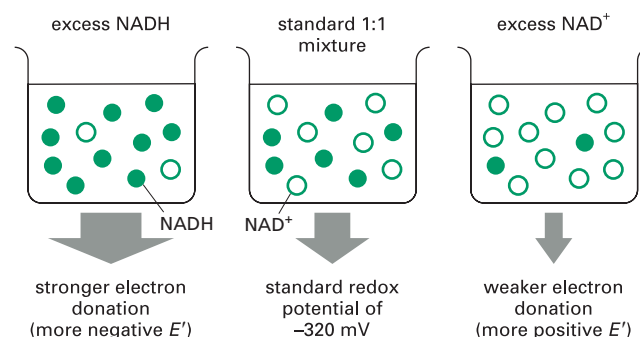 excess NADH
standard 1:1
mixture
excess NAD⁺
NADH
NAD⁺
stronger electron
donation
(more negative E′)
standard redox
potential of
–320 mV
weaker electron
donation
(more positive E′)